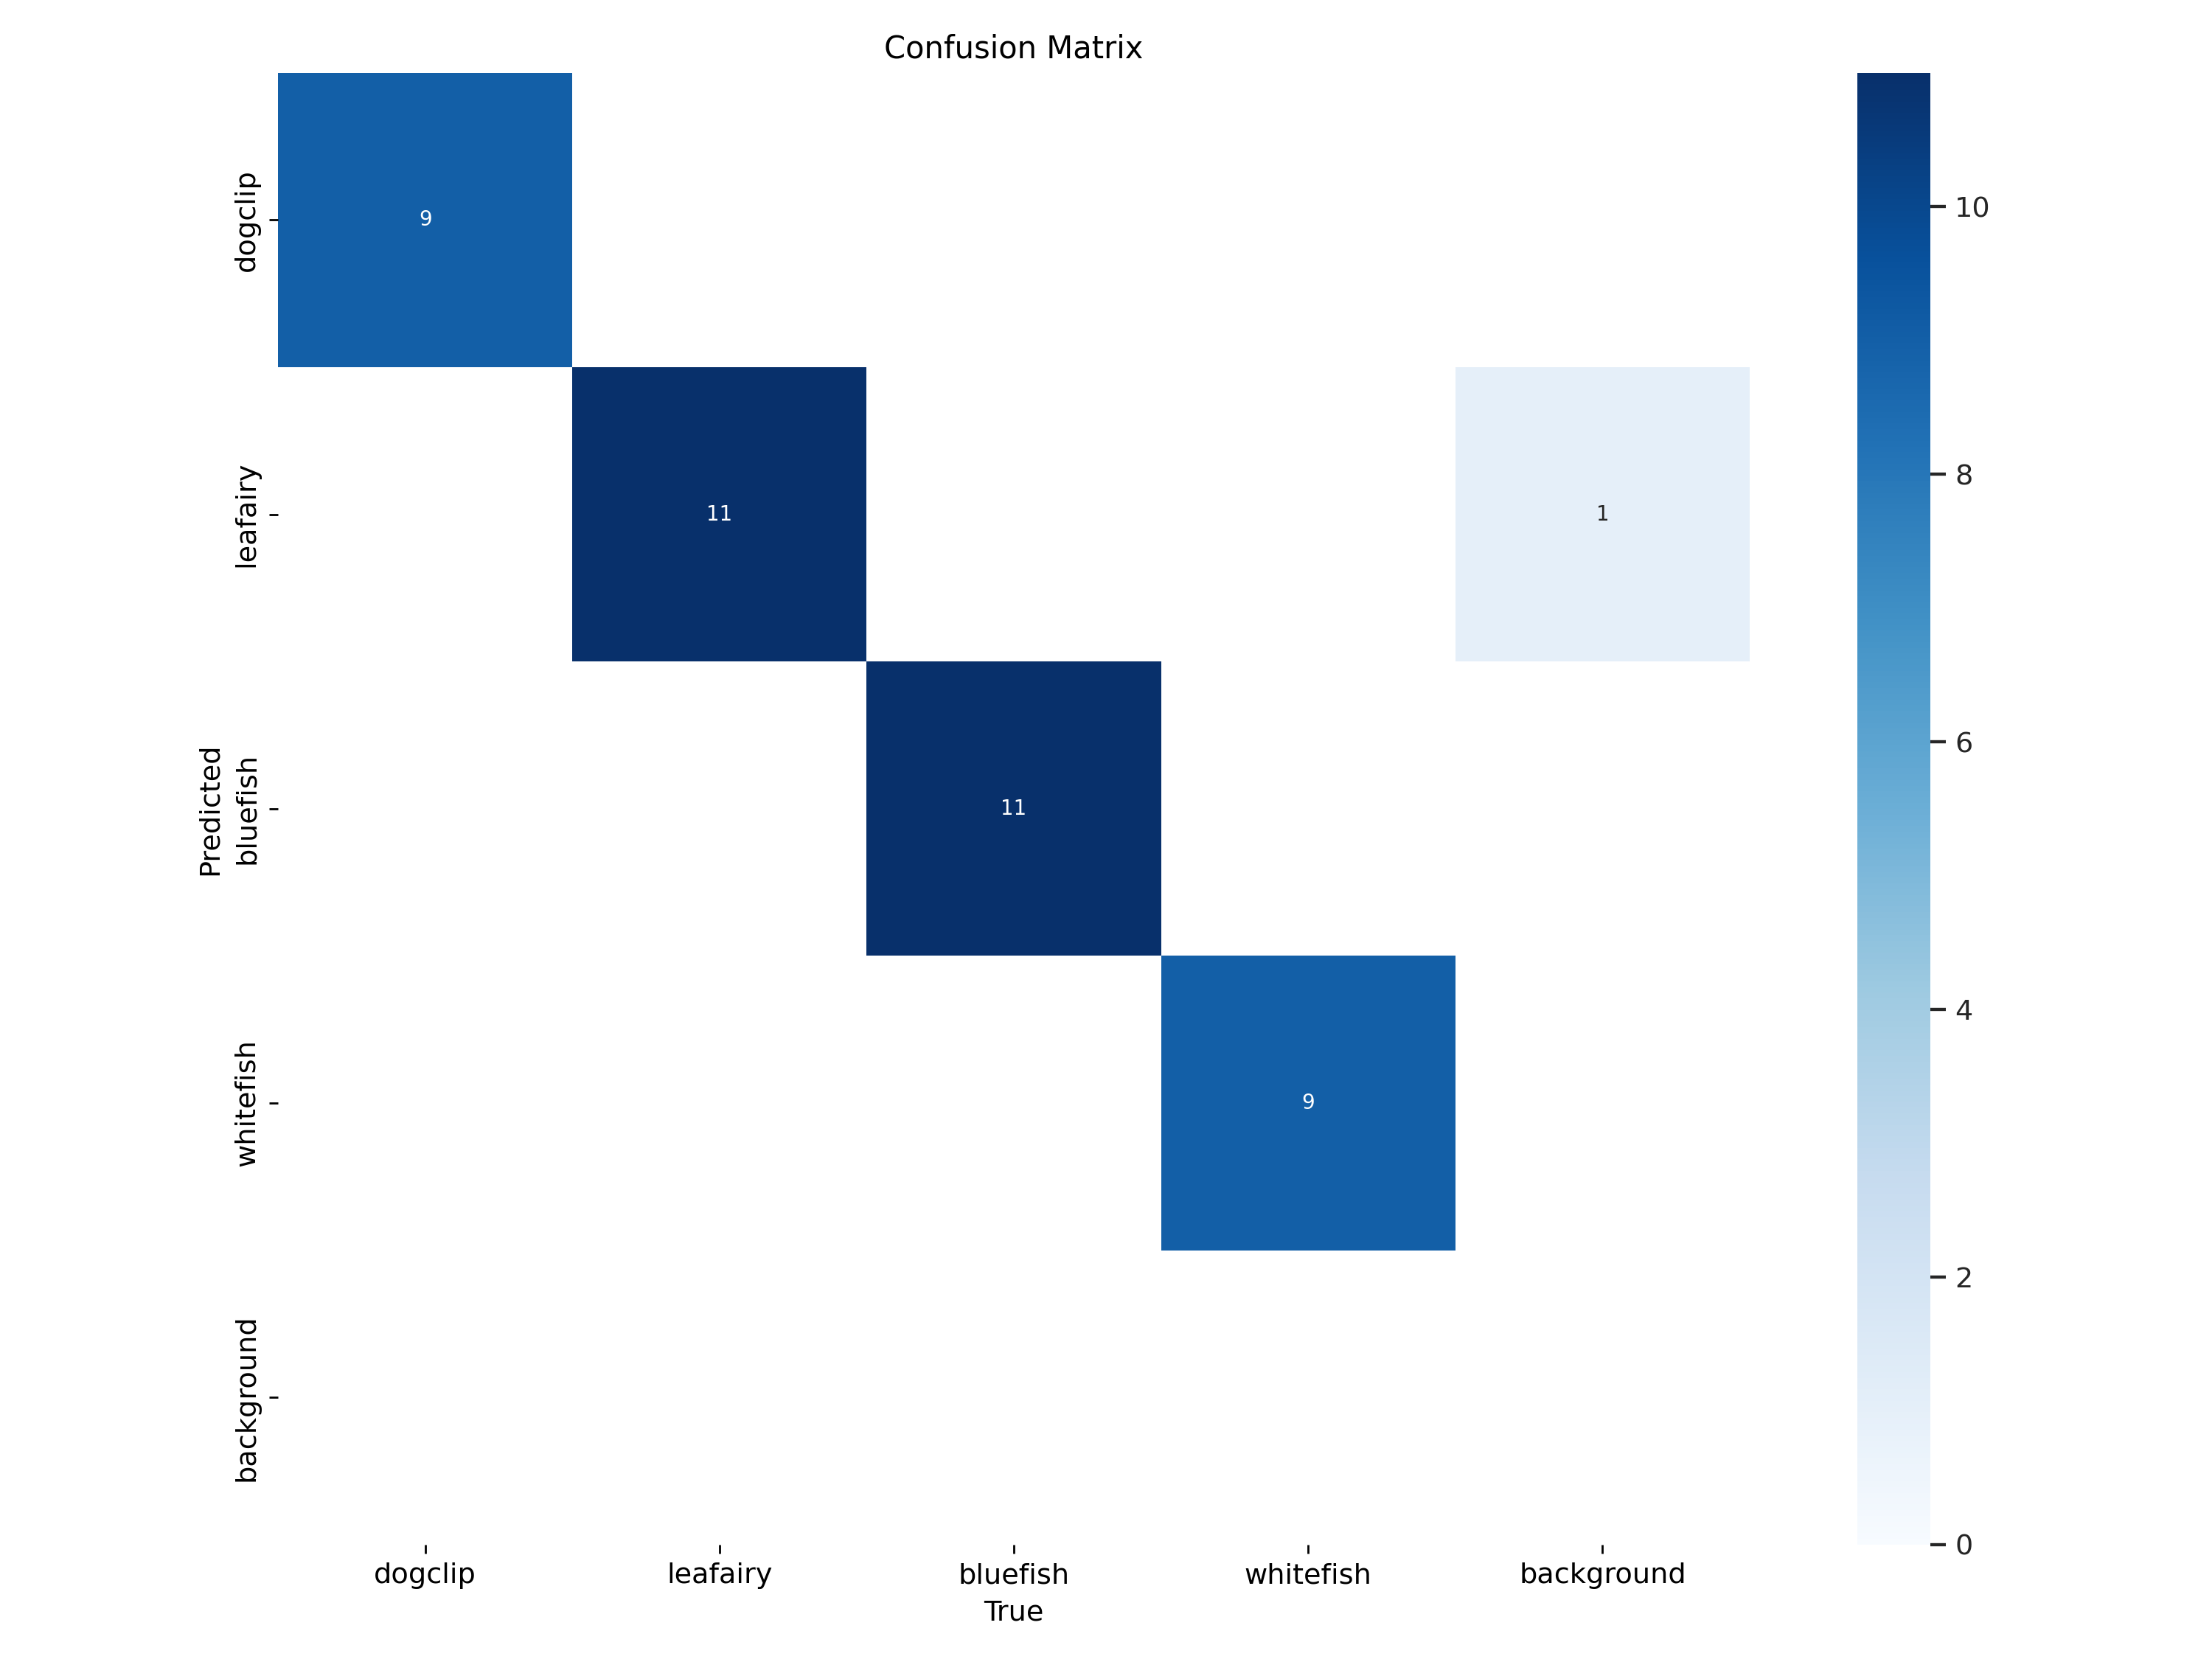 Confusion Matrix
dogclip
leafairy
bluefish
whitefish
background
Predicted
9
11
1
11
9
dogclip
leafairy
bluefish
whitefish
background
True
10
8
6
4
2
0